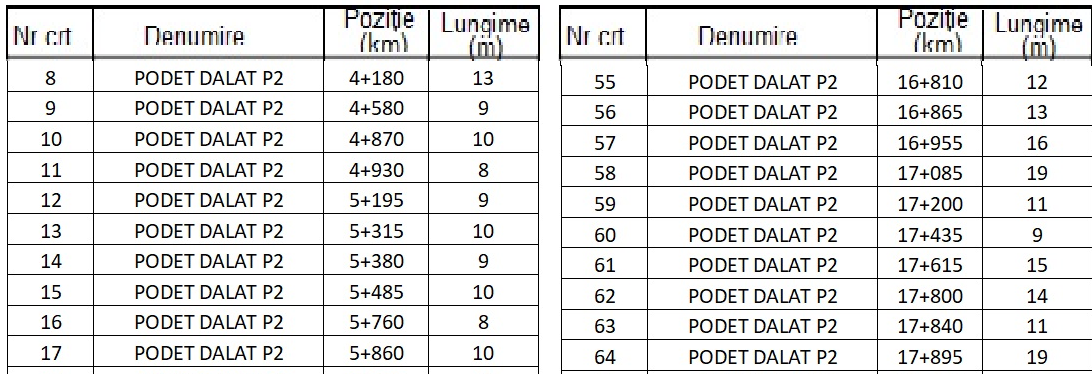 Nr crt Denumire Poziție (km) Lungime (m)
8 PODET DALAT P2 4+180 13
9 PODET DALAT P2 4+580 9
10 PODET DALAT P2 4+870 10
11 PODET DALAT P2 4+930 8
12 PODET DALAT P2 5+195 9
13 PODET DALAT P2 5+315 10
14 PODET DALAT P2 5+380 9
15 PODET DALAT P2 5+485 10
16 PODET DALAT P2 5+760 8
17 PODET DALAT P2 5+860 10
Nr crt Denumire Poziție (km) Lungime (m)
55 PODET DALAT P2 16+810 12
56 PODET DALAT P2 16+865 13
57 PODET DALAT P2 16+955 16
58 PODET DALAT P2 17+085 19
59 PODET DALAT P2 17+200 11
60 PODET DALAT P2 17+435 9
61 PODET DALAT P2 17+615 15
62 PODET DALAT P2 17+800 14
63 PODET DALAT P2 17+840 11
64 PODET DALAT P2 17+895 19